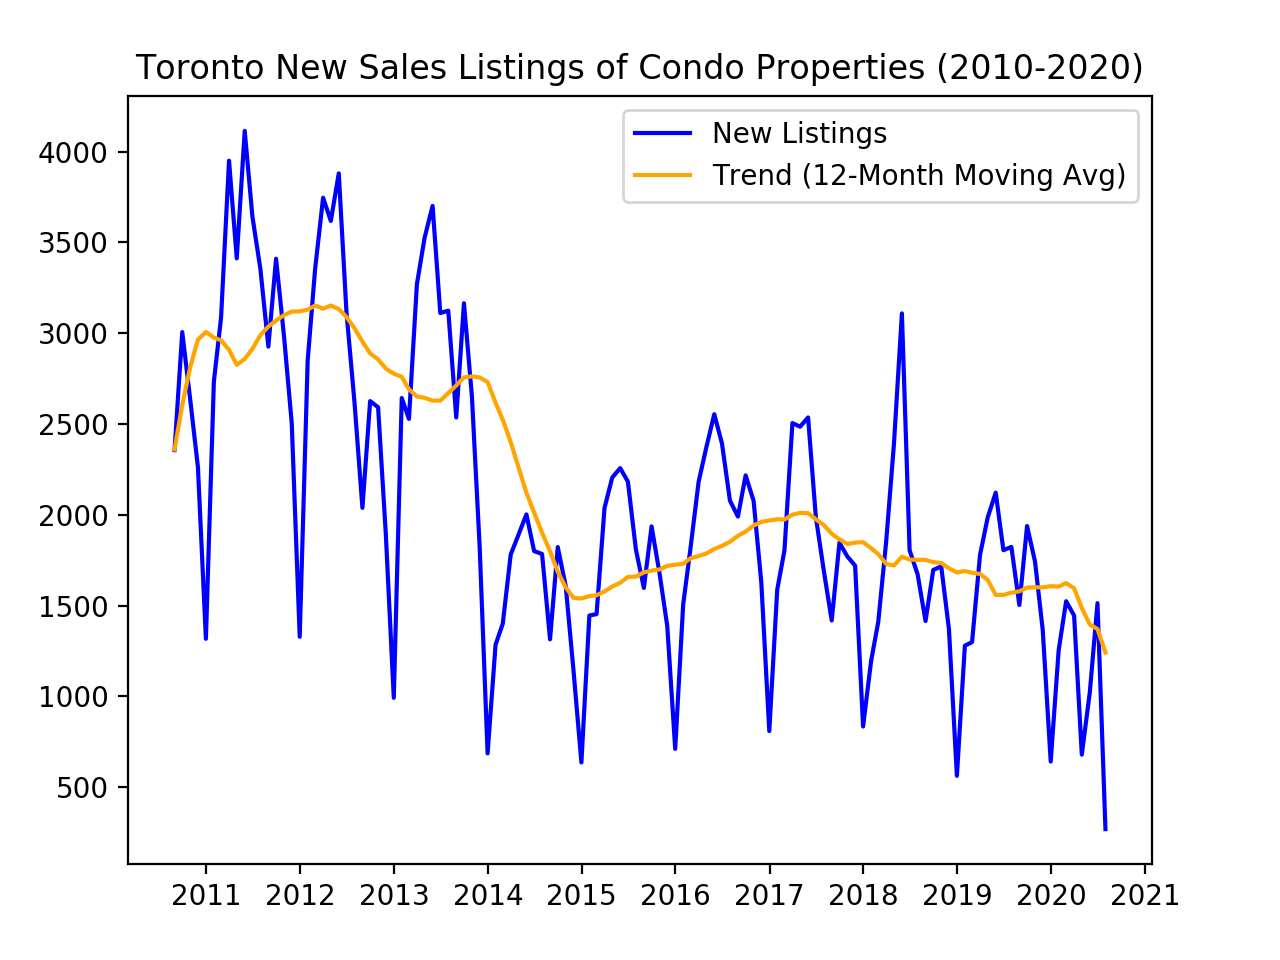 Toronto New Sales Listings of Condo Properties (2010-2020)
New Listings
Trend (12-Month Moving Avg)
4000
3500
3000
2500
2000
1500
1000
500
2011 2012 2013 2014 2015 2016 2017 2018 2019 2020 2021